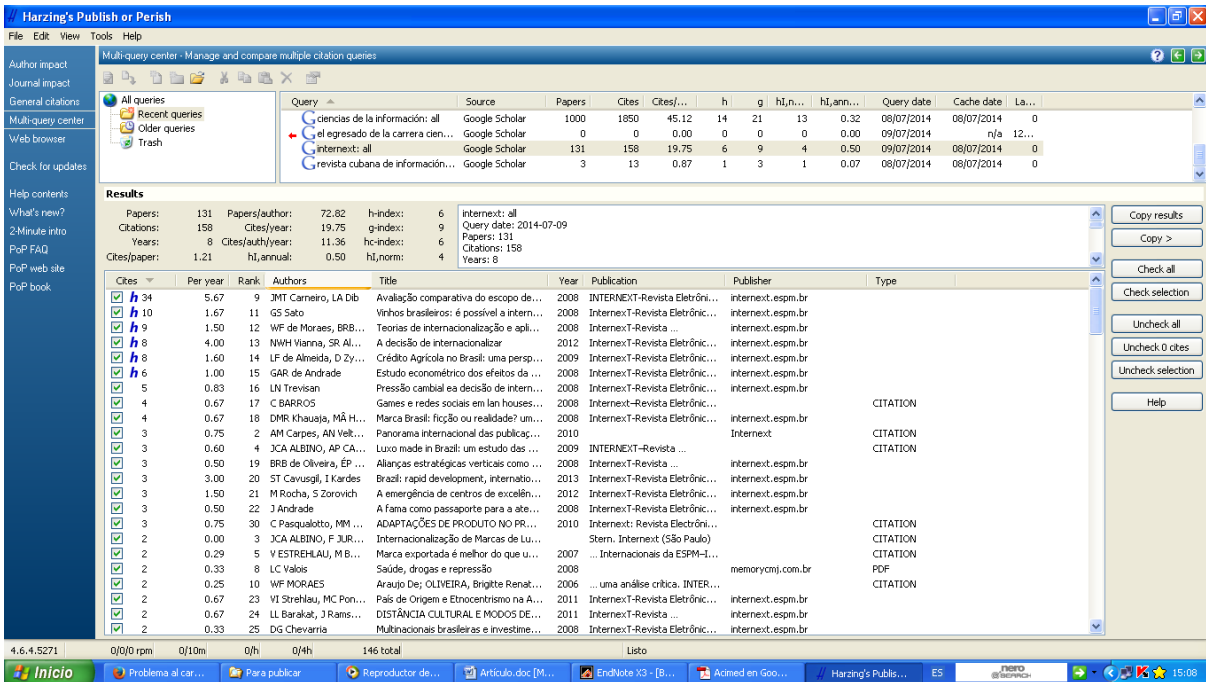 Harzing's Publish or Perish
File Edit View Tools Help
Author impact
Journal impact
General citations
Multi-query center
Web browser
Check for updates
Help contents
What's new?
2-Minute intro
PoP FAQ
PoP web site
PoP book
Multi-query center - Manage and compare multiple citation queries
All queries
Recent queries
Older queries
Trash
Query Source Papers Cites Cites/... h g hI,n... hI,ann... Query date Cache date La...
ciencias de la información: all Google Scholar 1000 1850 45.12 14 21 13 0.32 08/07/2014 08/07/2014 0
el egresado de la carrera cien... Google Scholar 0 0 0.00 0 0 0 0.00 09/07/2014 n/a 12...
internext: all Google Scholar 131 158 19.75 6 9 4 0.50 09/07/2014 08/07/2014 0
revista cubana de información... Google Scholar 3 13 0.87 1 3 1 0.07 08/07/2014 08/07/2014 0
Results
Papers: 131 Papers/author: 72.82 h-index: 6
Citations: 158 Cites/year: 19.75 g-index: 9
Years: 8 Cites/auth/year: 11.36 hc-index: 6
Cites/paper: 1.21 hI,annual: 0.50 hI,norm: 4
internext: all
Query date: 2014-07-09
Papers: 131
Citations: 158
Years: 8
Copy results
Copy >
Check all
Check selection
Uncheck all
Uncheck 0 cites
Uncheck selection
Help
Cites Per year Rank Authors Title Year Publication Publisher Type
h 34 5.67 9 JMT Carneiro, LA Dib Avaliação comparativa do escopo de... 2008 INTERNEXT-Revista Eletrôni... internext.espm.br
h 10 1.67 11 GS Sato Vinhos brasileiros: é possível a intern... 2008 InternexT-Revista Eletrônic... internext.espm.br
h 9 1.50 12 WF de Moraes, BRB... Teorias de internacionalização e apli... 2008 InternexT-Revista ... internext.espm.br
h 8 4.00 13 NWH Vianna, SR Al... A decisão de internacionalizar 2012 InternexT-Revista Eletrônic... internext.espm.br
h 8 1.60 14 LF de Almeida, D Zy... Crédito Agrícola no Brasil: uma persp... 2009 InternexT-Revista Eletrônic... internext.espm.br
h 6 1.00 15 GAR de Andrade Estudo econométrico dos efeitos da ... 2008 InternexT-Revista Eletrônic... internext.espm.br
5 0.83 16 LN Trevisan Pressão cambial ea decisão de intern... 2008 InternexT-Revista Eletrônic... internext.espm.br
4 0.67 17 C BARROS Games e redes sociais em lan houses... 2008 Internext–Revista Eletrônic... CITATION
4 0.67 18 DMR Khauaja, MÂ H... Marca Brasil: ficção ou realidade? um... 2008 InternexT-Revista Eletrônic... internext.espm.br
3 0.75 2 AM Carpes, AN Velt... Panorama internacional das publicaç... 2010 Internext CITATION
3 0.60 4 JCA ALBINO, AP CA... Luxo made in Brazil: um estudo das ... 2009 INTERNEXT–Revista ... CITATION
3 0.50 19 BRB de Oliveira, ÉP ... Alianças estratégicas verticais como ... 2008 InternexT-Revista ... internext.espm.br
3 3.00 20 ST Cavusgil, I Kardes Brazil: rapid development, internatio... 2013 InternexT-Revista Eletrônic... internext.espm.br
3 1.50 21 M Rocha, S Zorovich A emergência de centros de excelên... 2012 InternexT-Revista Eletrônic... internext.espm.br
3 0.50 22 J Andrade A fama como passaporte para a ate... 2008 InternexT-Revista Eletrônic... internext.espm.br
3 0.75 30 C Pasqualotto, MM ... ADAPTAÇÕES DE PRODUTO NO PR... 2010 Internext: Revista Electrôni... CITATION
2 0.00 3 JCA ALBINO, F JUR... Internacionalização de Marcas de Lu... Stern. Internext (São Paulo) CITATION
2 0.29 5 V ESTREHLAU, M B... Marca exportada é melhor do que u... 2007 ... Internacionais da ESPM–I... CITATION
2 0.33 8 LC Valois Saúde, drogas e repressão 2008 memorycmj.com.br PDF
2 0.25 10 WF MORAES Araujo De; OLIVEIRA, Brigitte Renat... 2006 ... uma análise crítica. INTER... CITATION
2 0.67 23 VI Strehlau, MC Pon... País de Origem e Etnocentrismo na A... 2011 InternexT-Revista Eletrônic... internext.espm.br
2 0.67 24 LL Barakat, J Rams... DISTÂNCIA CULTURAL E MODOS DE... 2011 InternexT-Revista ... internext.espm.br
2 0.33 25 DG Chevarria Multinacionais brasileiras e investime... 2008 InternexT-Revista Eletrônic... internext.espm.br
4.6.4.5271 0/0/0 rpm 0/10m 0/h 0/4h 146 total Listo
Inicio Problema al car... Para publicar Reproductor de... Artículo.doc [M... EndNote X3 - [B... Acimed en Goo... Harzing's Publis... ES nero SEARCH 15:08